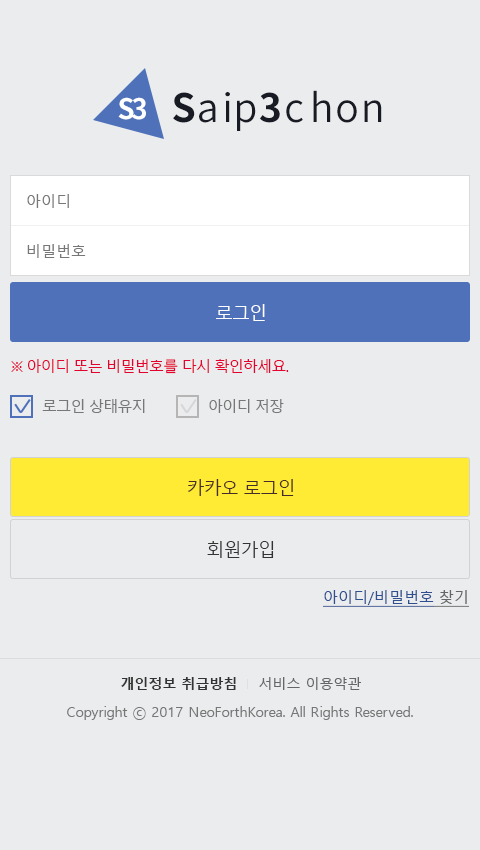 S3 Saip3chon
아이디
비밀번호
로그인
※ 아이디 또는 비밀번호를 다시 확인하세요.
로그인 상태유지 아이디 저장
카카오 로그인
회원가입
아이디/비밀번호 찾기
개인정보 취급방침 서비스 이용약관
Copyright ⓒ 2017 NeoForthKorea. All Rights Reserved.